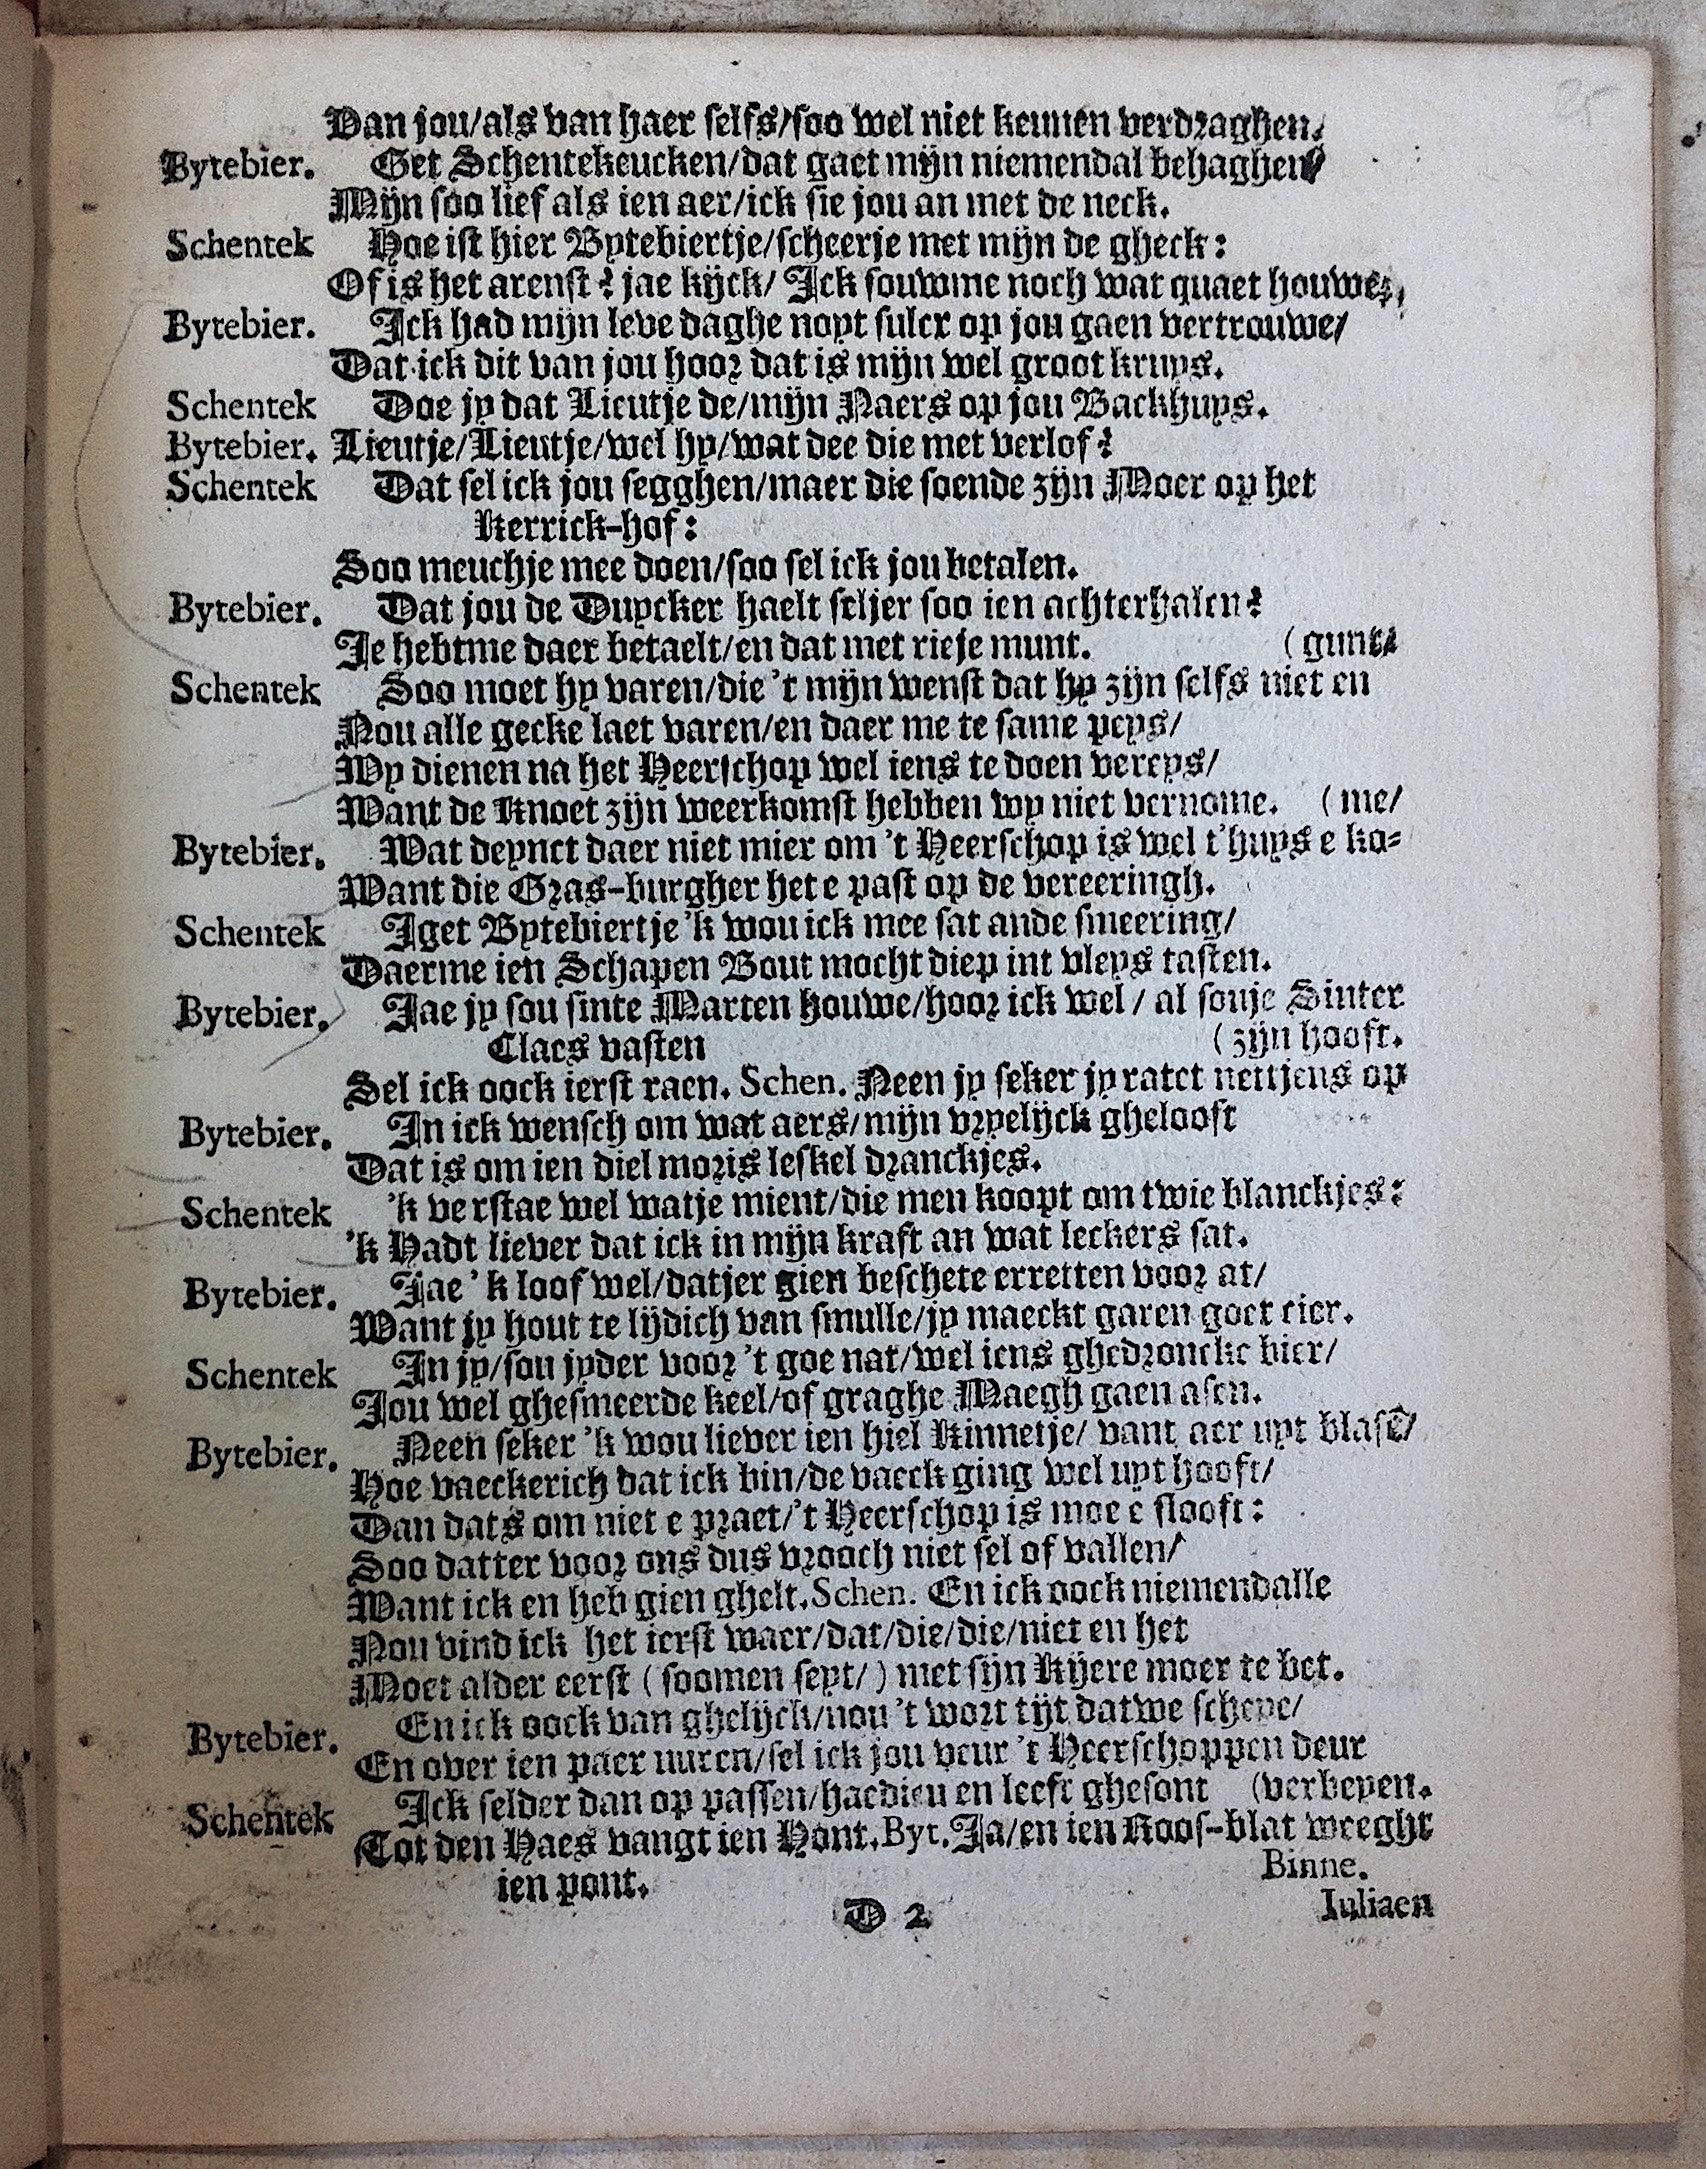 25
Van jou/als van haer selfs/soo wel niet kennen verdraghen.
Bytebier. Get Schentekeucken/dat gaet mijn niemendal behaghen/
Mijn soo lief als ien aer/ick sie jou an met de neck.
Schentek Hoe ist hier Bytebiertje/scheerje met mijn de gheck:
Of is het arenst? jae kijck/ Ick souwme noch wat quaet houwe,
Bytebier. Ick had mijn leve daghe noyt sulcx op jou gaen vertrouwe/
Dat ick dit van jou hoor dat is mijn wel groot kruys.
Schentek Doe jy dat Lieutje de/mijn Naers op jou Backhuys.
Bytebier. Lieutje/Lieutje/wel hy/wat dee die met verlof?
Schentek Dat sel ick jou segghen/maer die soende zijn Moer op het
Kerrick-hof:
Soo meuchje mee doen/soo sel ick jou betalen.
Bytebier. Dat jou de Duycker haelt seljer soo ien achterhalen?
Je hebtme daer betaelt/en dat met rieje munt. (gunt/
Schentek Soo moet hy varen/die 't mijn wenst dat hy zijn selfs niet en
Nou alle gecke laet varen/en daer me te same peys/
Wy dienen na het Heerschop wel iens te doen vereys/
Want de Knoet zijn weerkomst hebben wy niet vernome. (me/
Bytebier. Wat deynct daer niet mier om 't Heerschop is wel t'huys e ko-
Want die Gras-burgher het e past op de vereeringh.
Schentek Iget Bytebiertje 'k wou ick mee sat ande smeering/
Daerme ien Schapen Bout mocht diep int vleys tasten.
Bytebier. Jae jy sou sinte Marten houwe/hoor ick wel / al souje Sinter
Claes vasten (zijn hooft.
Sel ick oock ierst raen. Schen. Neen jy seker jy ratet nettjens op
Bytebier. In ick wensch om wat aers/mijn vryelijck ghelooft
Dat is om ien diel moris leskel dranckjes.
Schentek 'k verstae wel watje mient/die men koopt om twie blanckjes:
'k Hadt liever dat ick in mijn kraft an wat leckers sat.
Bytebier. Jae 'k loof wel/datjer gien beschete erretten voor at/
Want jy hout te lijdich van smulle/jy maeckt garen goet cier.
Schentek In jy/sou jyder voor 't goe nat/wel iens ghedroncke bier/
Jou wel ghesmeerde keel/of graghe Maegh gaen asen.
Bytebier. Neen seker 'k wou liever ien hiel Kinnetje/ vant aer uyt blasē/
Hoe vaeckerich dat ick bin/de vaeck ging wel uyt hooft/
Dan dats om niet e praet/'t Heerschop is moe e slooft:
Soo datter voor ons dus vrooch niet sel of vallen/
Want ick en heb gien ghelt. Schen. En ick oock niemendalle
Nou vind ick het ierst waer/dat/die/die/niet en het
Moet alder eerst (soomen seyt/) met sijn Kijere moer te bet.
Bytebier. En ick oock van ghelijck/nou 't wort tijt datwe scheye/
En over ien paer uuren/sel ick jou veur 't Heerschoppen deur
Schentek Ick selder dan op passen/haedieu en leeft ghesont (verbeyen.
Tot den Haes vangt ien Hont. Byt. Ja/en ien Roos-blat weeght
ien pont. Binne.
D 2 Iuliaen